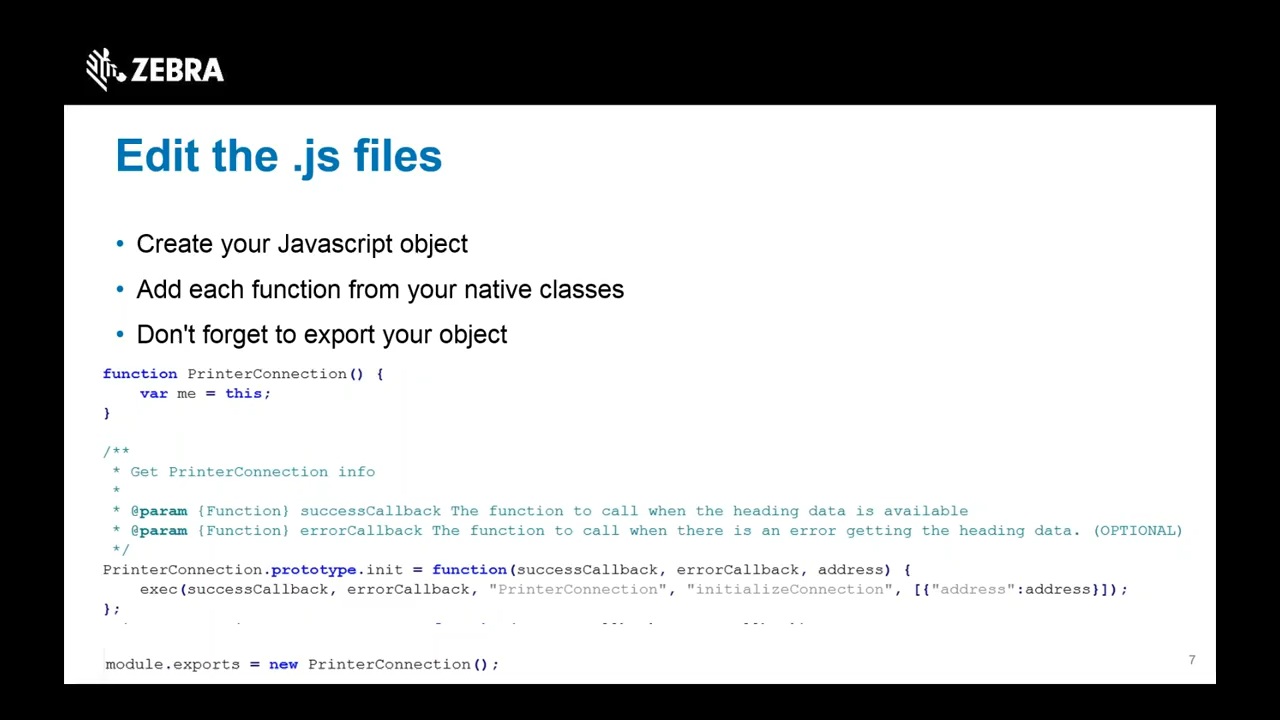 ZEBRA
Edit the .js files
• Create your Javascript object
• Add each function from your native classes
• Don't forget to export your object
function PrinterConnection() {
    var me = this;
}
/**
 * Get PrinterConnection info
 *
 * @param {Function} successCallback The function to call when the heading data is available
 * @param {Function} errorCallback The function to call when there is an error getting the heading data. (OPTIONAL)
 */
PrinterConnection.prototype.init = function(successCallback, errorCallback, address) {
    exec(successCallback, errorCallback, "PrinterConnection", "initializeConnection", [{"address":address}]);
};
module.exports = new PrinterConnection();
7